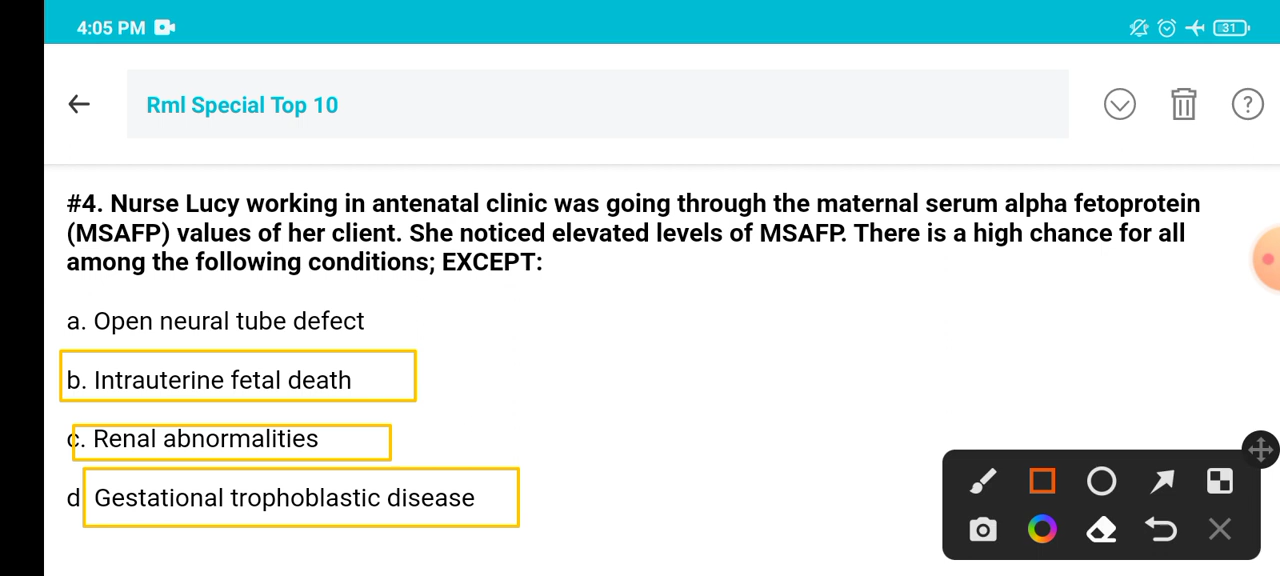 4:05 PM
31
Rml Special Top 10
?
#4. Nurse Lucy working in antenatal clinic was going through the maternal serum alpha fetoprotein
(MSAFP) values of her client. She noticed elevated levels of MSAFP. There is a high chance for all
among the following conditions; EXCEPT:
a. Open neural tube defect
b. Intrauterine fetal death
c. Renal abnormalities
d. Gestational trophoblastic disease